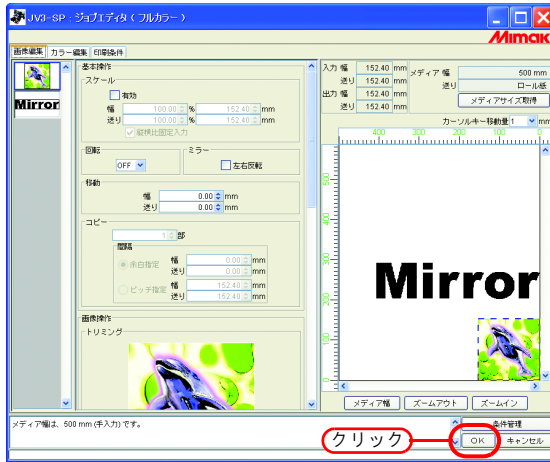 JV3-SP : ジョブエディタ ( フルカラー )
Mimaki
画像編集 カラー編集 印刷条件
Mirror
基本操作
スケール
有効
幅 100.00 % 152.40 mm
送り 100.00 % 152.40 mm
縦横比固定入力
回転
OFF
ミラー
左右反転
移動
幅 0.00 mm
送り 0.00 mm
コピー
1 部
間隔
余白指定 幅 0.00 mm
送り 0.00 mm
ピッチ指定 幅 152.40 mm
送り 152.40 mm
画像操作
トリミング
入力 幅 152.40 mm
送り 152.40 mm
出力 幅 152.40 mm
送り 152.40 mm
メディア 幅 500 mm
送り ロール紙
メディアサイズ取得
カーソルキー移動量 1 mm
400 300 200 100 0
500
400
300
200
100
0
Mirror
メディア幅 ズームアウト ズームイン
メディア幅は、500 mm (手入力) です。
条件管理
クリック
OK キャンセル